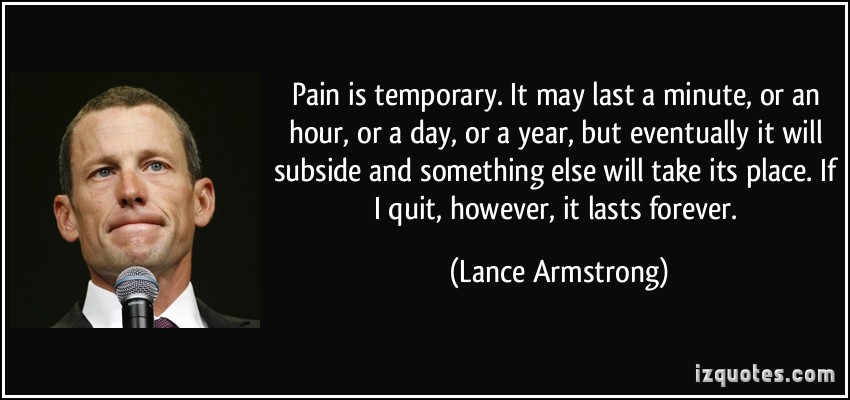 Pain is temporary. It may last a minute, or an
hour, or a day, or a year, but eventually it will
subside and something else will take its place. If
I quit, however, it lasts forever.
(Lance Armstrong)
izquotes.com